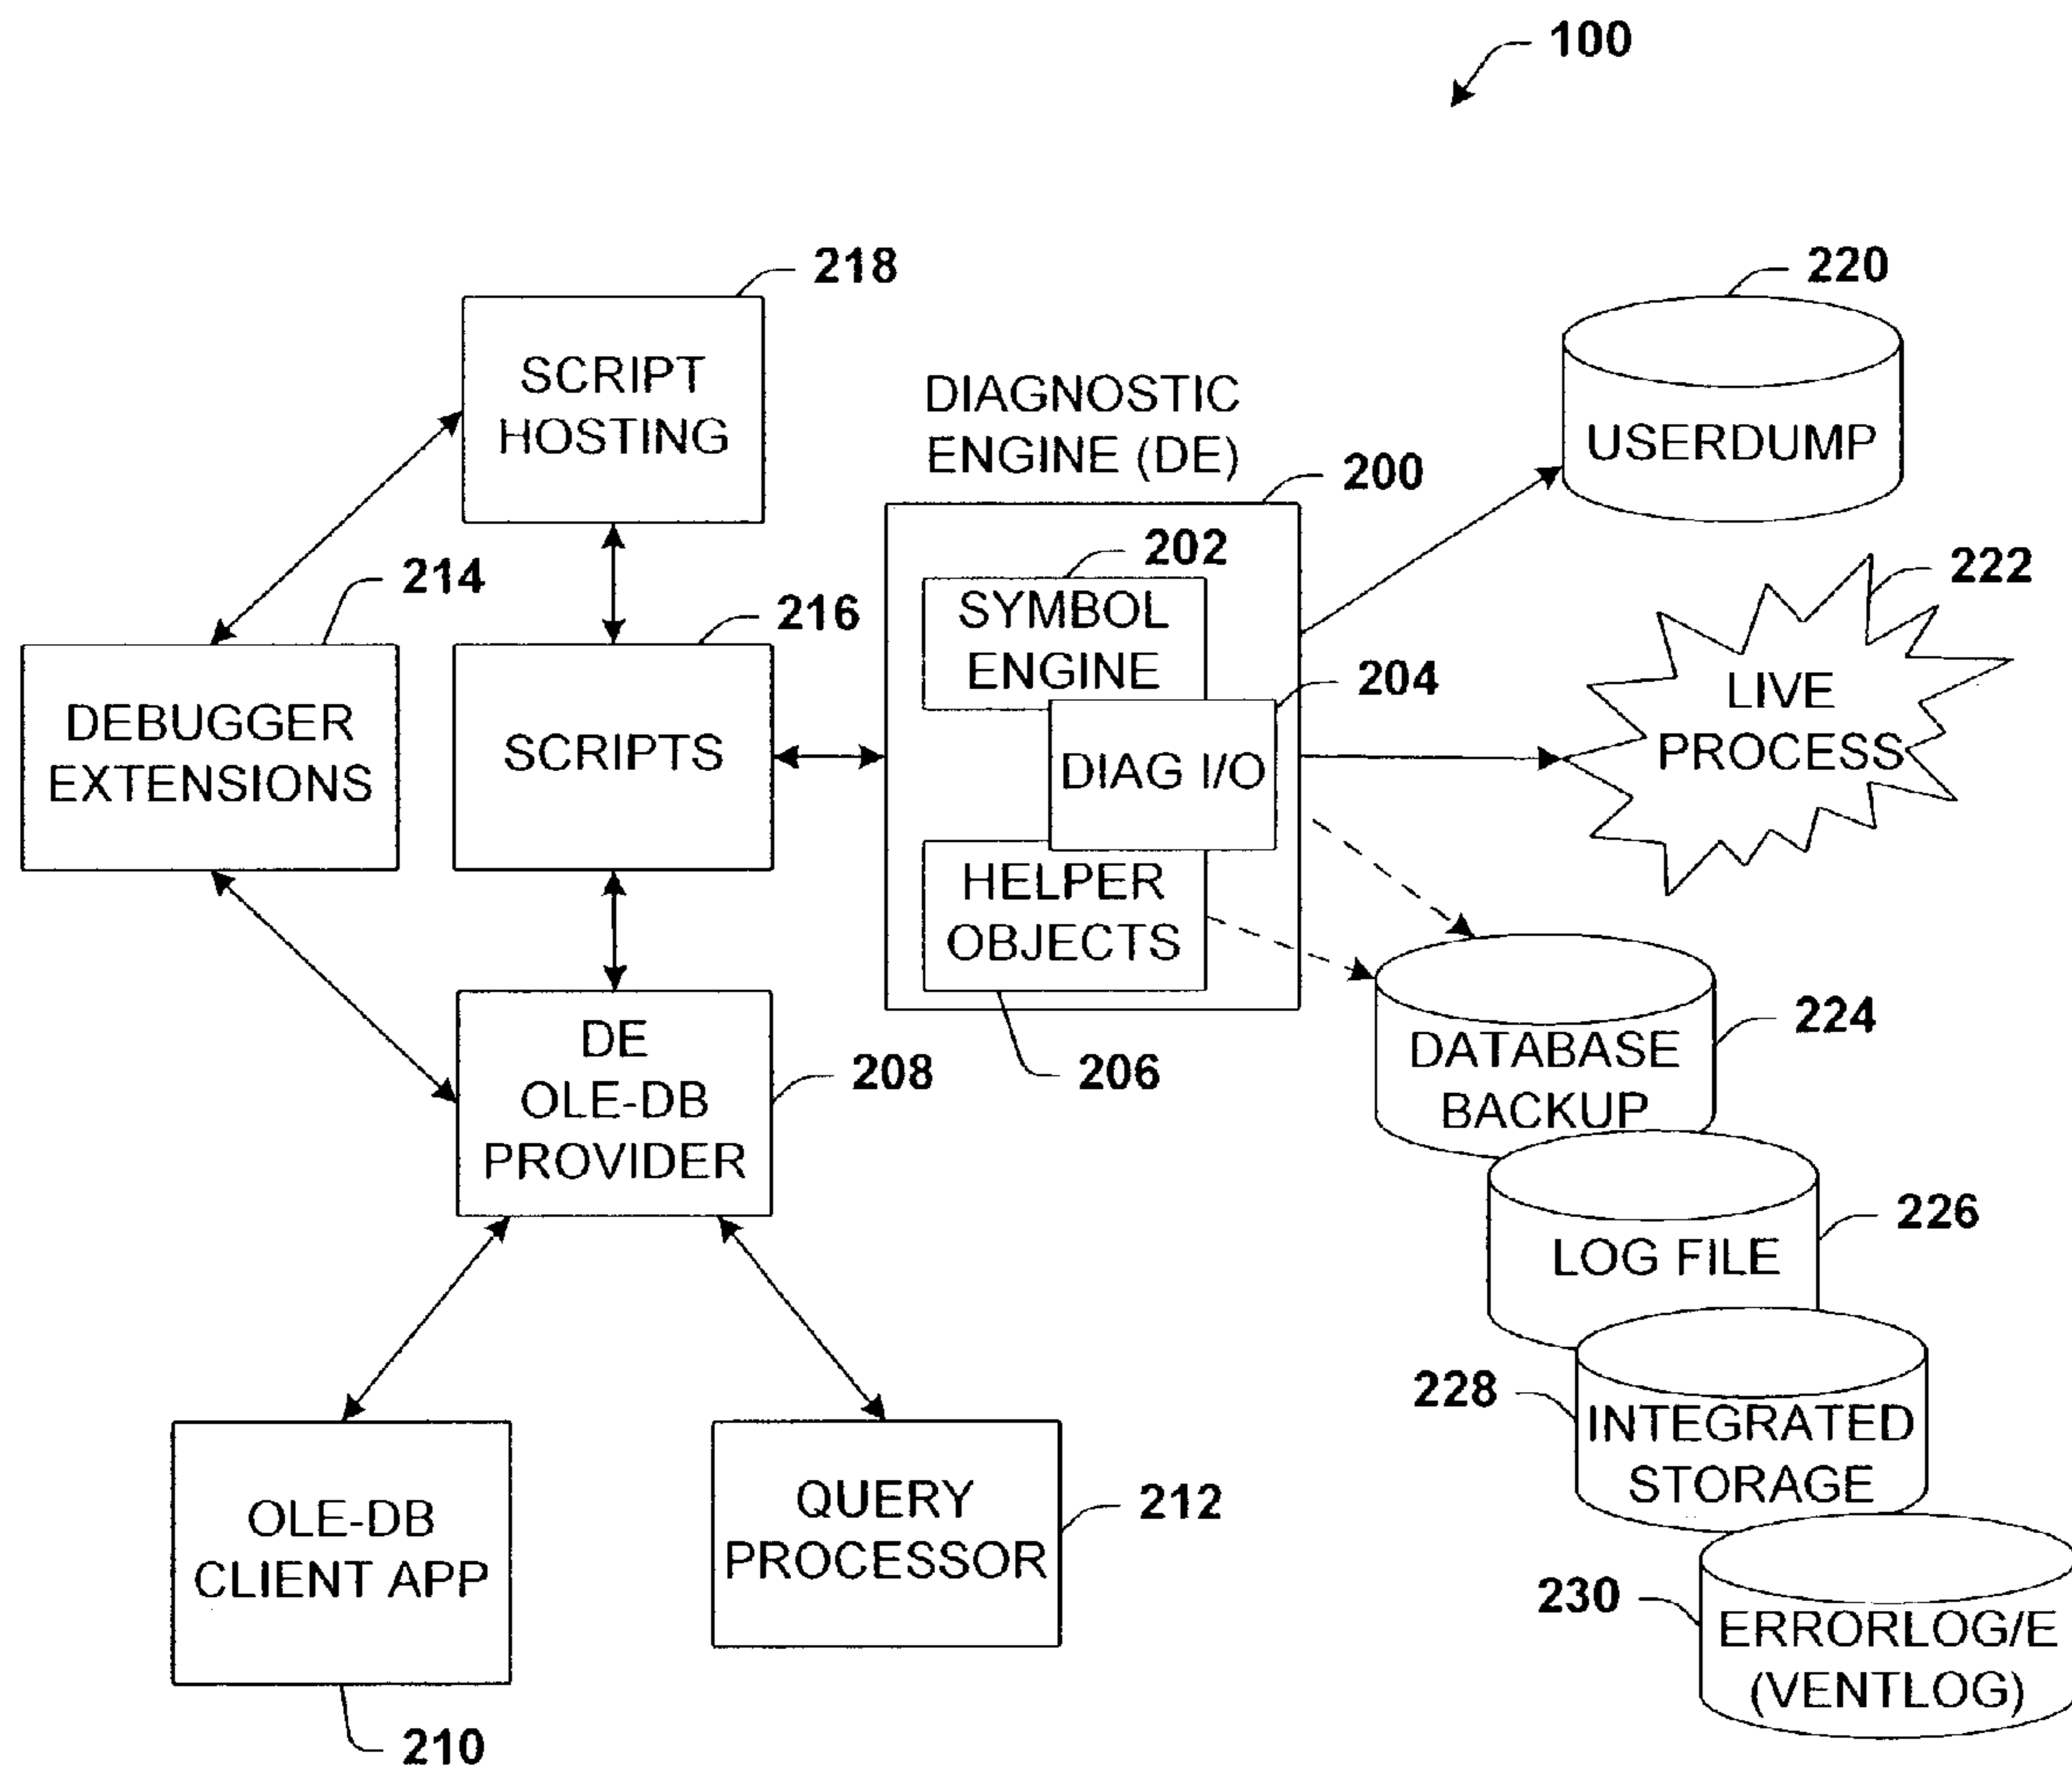 100
218
220
SCRIPT
HOSTING
DIAGNOSTIC
ENGINE (DE)
200
USERDUMP
214
216
202
SYMBOL
ENGINE
204
222
LIVE
PROCESS
DEBUGGER
EXTENSIONS
SCRIPTS
DIAG I/O
HELPER
OBJECTS
206
DE
OLE-DB
PROVIDER
208
DATABASE
BACKUP
224
LOG FILE
226
228
INTEGRATED
STORAGE
OLE-DB
CLIENT APP
210
QUERY
PROCESSOR
212
230
ERRORLOG/E
(VENTLOG)